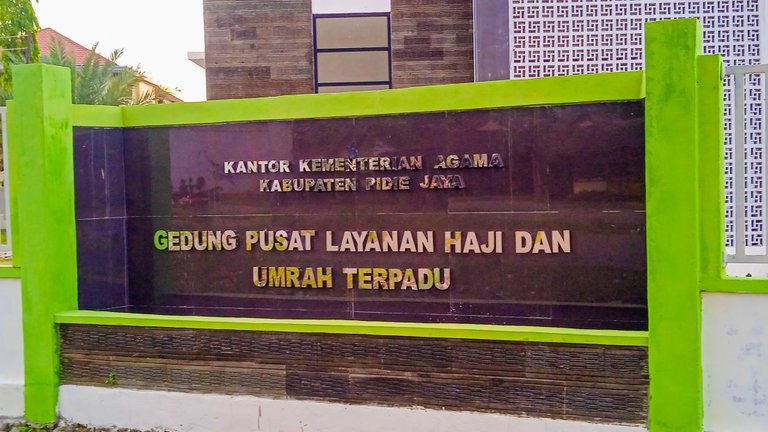 KANTOR KEMENTERIAN AGAMA
KABUPATEN PIDIE JAYA
GEDUNG PUSAT LAYANAN HAJI DAN
UMRAH TERPADU